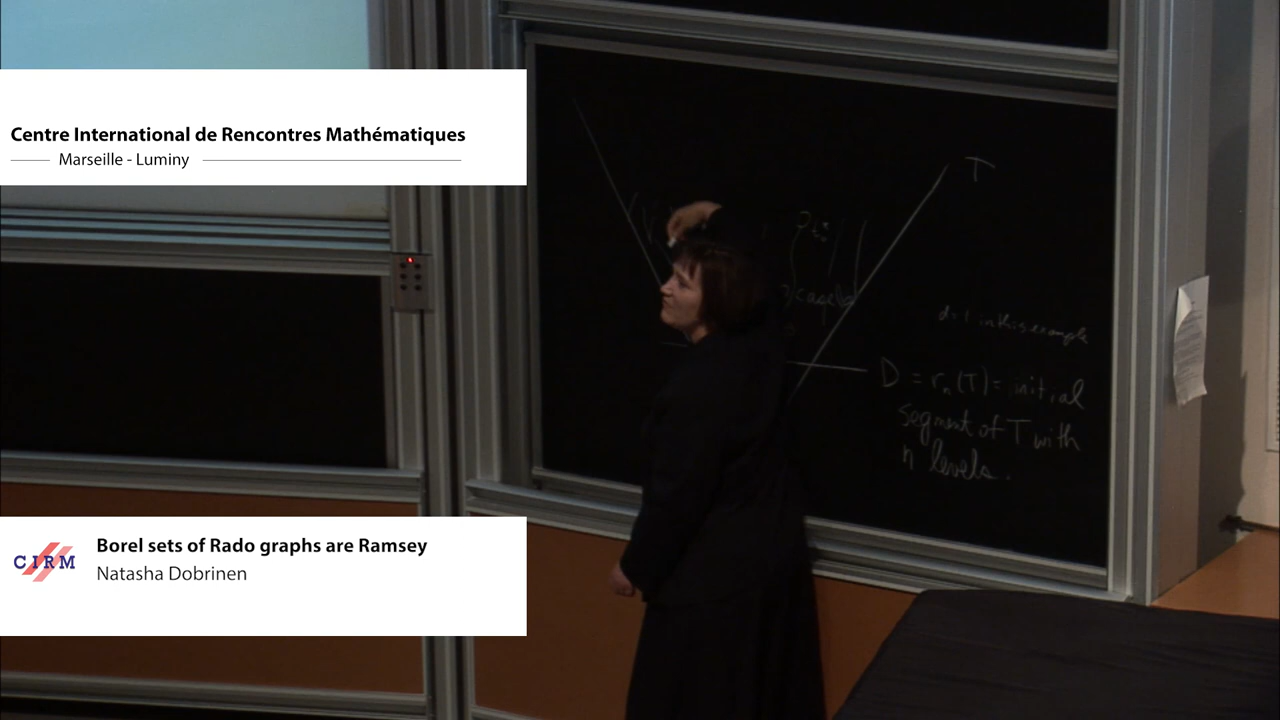 Centre International de Rencontres Mathématiques
Marseille - Luminy
T
d=1 in this example
D = rₙ(T) = initial
segment of T with
n levels.
CIRM
Borel sets of Rado graphs are Ramsey
Natasha Dobrinen